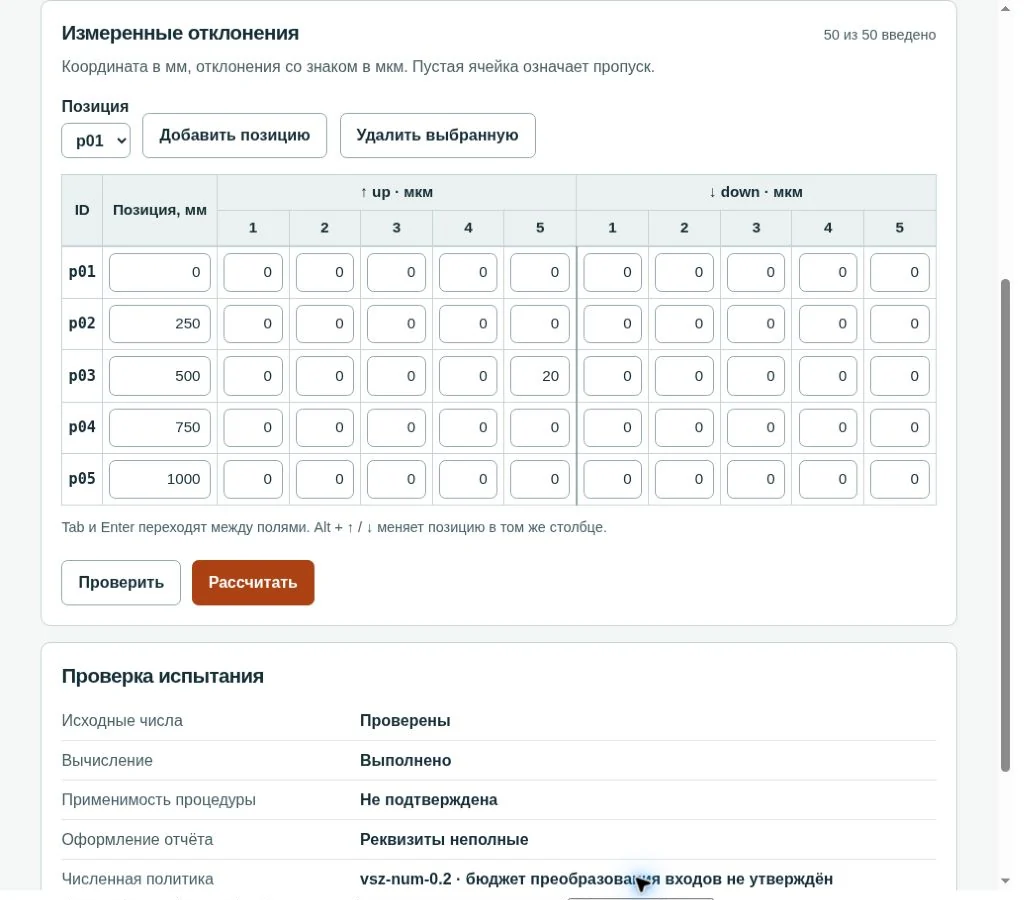 Измеренные отклонения
50 из 50 введено
Координата в мм, отклонения со знаком в мкм. Пустая ячейка означает пропуск.
Позиция
p01 Добавить позицию Удалить выбранную
ID Позиция, мм ↑ up · мкм ↓ down · мкм
1 2 3 4 5 1 2 3 4 5
p01 0 0 0 0 0 0 0 0 0 0 0
p02 250 0 0 0 0 0 0 0 0 0 0
p03 500 0 0 0 0 20 0 0 0 0 0
p04 750 0 0 0 0 0 0 0 0 0 0
p05 1000 0 0 0 0 0 0 0 0 0 0
Tab и Enter переходят между полями. Alt + ↑ / ↓ меняет позицию в том же столбце.
Проверить Рассчитать
Проверка испытания
Исходные числа Проверены
Вычисление Выполнено
Применимость процедуры Не подтверждена
Оформление отчёта Реквизиты неполные
Численная политика vsz-num-0.2 · бюджет преобразования входов не утверждён